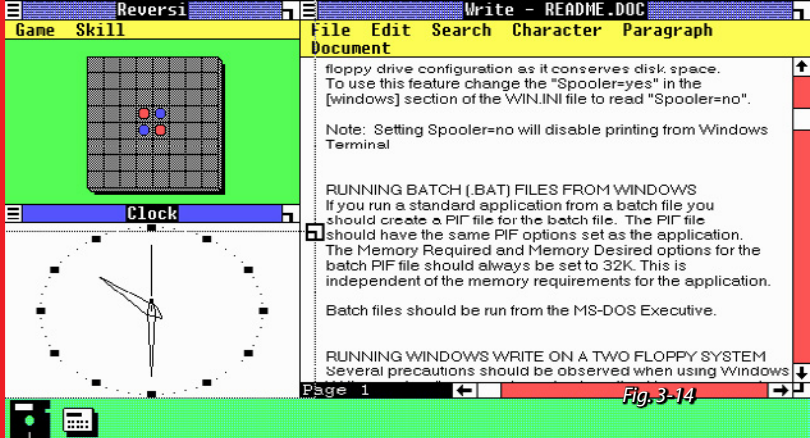 Reversi
Game Skill
Clock
Write - README.DOC
File Edit Search Character Paragraph
Document
floppy drive configuration as it conserves disk space.
To use this feature change the "Spooler=yes" in the
[windows] section of the WIN.INI file to read "Spooler=no".
Note: Setting Spooler=no will disable printing from Windows
Terminal
RUNNING BATCH (.BAT) FILES FROM WINDOWS
If you run a standard application from a batch file you
should create a PIF file for the batch file. The PIF file
should have the same PIF options set as the application.
The Memory Required and Memory Desired options for the
batch PIF file should always be set to 32K. This is
independent of the memory requirements for the application.
Batch files should be run from the MS-DOS Executive.
RUNNING WINDOWS WRITE ON A TWO FLOPPY SYSTEM
Several precautions should be observed when using Windows
Page 1
Fig. 3-14